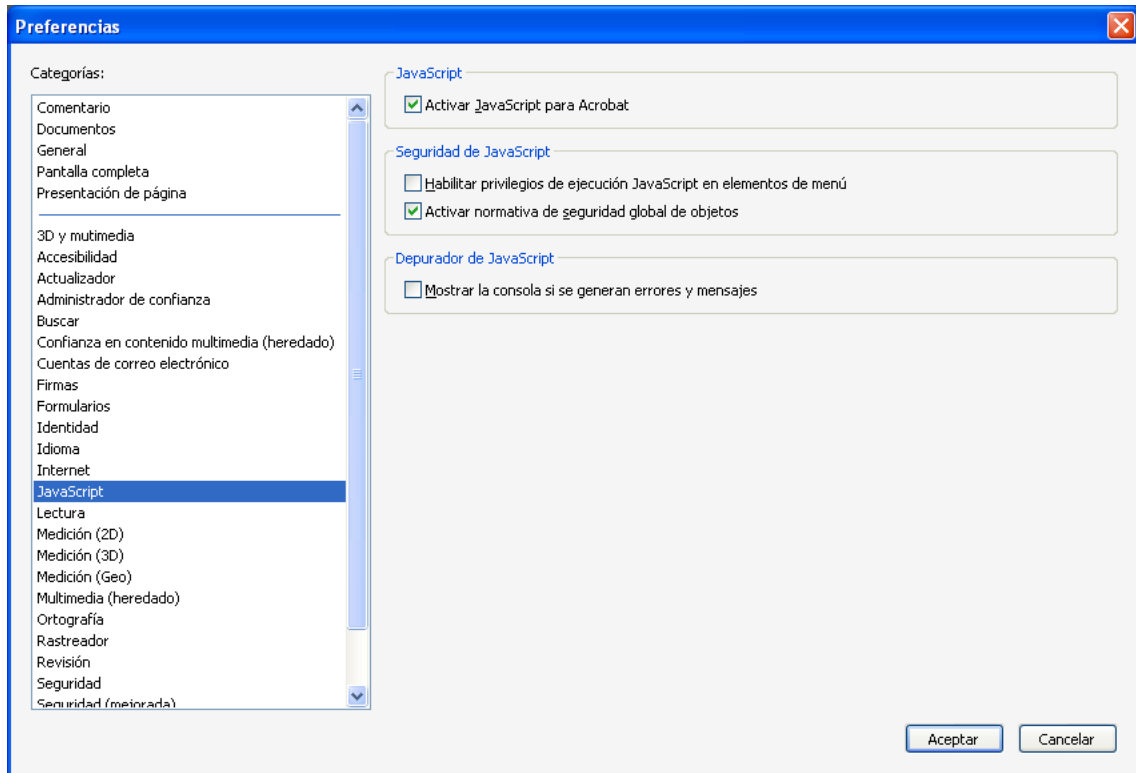 Preferencias
Categorías:
Comentario
Documentos
General
Pantalla completa
Presentación de página
3D y mutimedia
Accesibilidad
Actualizador
Administrador de confianza
Buscar
Confianza en contenido multimedia (heredado)
Cuentas de correo electrónico
Firmas
Formularios
Identidad
Idioma
Internet
JavaScript
Lectura
Medición (2D)
Medición (3D)
Medición (Geo)
Multimedia (heredado)
Ortografía
Rastreador
Revisión
Seguridad
Seguridad (mejorada)
JavaScript
Activar JavaScript para Acrobat
Seguridad de JavaScript
Habilitar privilegios de ejecución JavaScript en elementos de menú
Activar normativa de seguridad global de objetos
Depurador de JavaScript
Mostrar la consola si se generan errores y mensajes
Aceptar
Cancelar